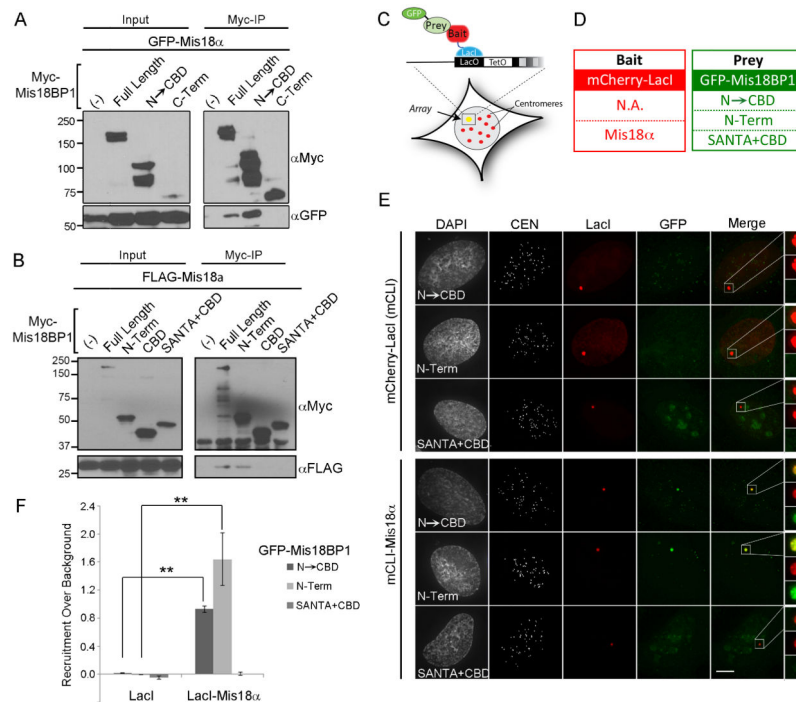 A
Input
Myc-IP
GFP-Mis18α
Myc-
Mis18BP1
(-)
Full Length
N→CBD
C-Term
(-)
Full Length
N→CBD
C-Term
250
150
100
75
50
αMyc
αGFP
B
Input
Myc-IP
FLAG-Mis18a
Myc-
Mis18BP1
(-)
Full Length
N-Term
CBD
SANTA+CBD
(-)
Full Length
N-Term
CBD
SANTA+CBD
250
150
75
50
37
25
αMyc
αFLAG
C
GFP
Prey
Bait
LacI
LacO
TetO
Array
Centromeres
D
Bait
mCherry-LacI
N.A.
Mis18α
Prey
GFP-Mis18BP1
N→CBD
N-Term
SANTA+CBD
E
DAPI
CEN
LacI
GFP
Merge
mCherry-LacI (mCLI)
N→CBD
N-Term
SANTA+CBD
mCLI-Mis18α
N→CBD
N-Term
SANTA+CBD
F
Recruitment Over Background
2.4
2.0
1.6
1.2
0.8
0.4
0.0
**
**
GFP-Mis18BP1
N→CBD
N-Term
SANTA+CBD
LacI
LacI-Mis18α